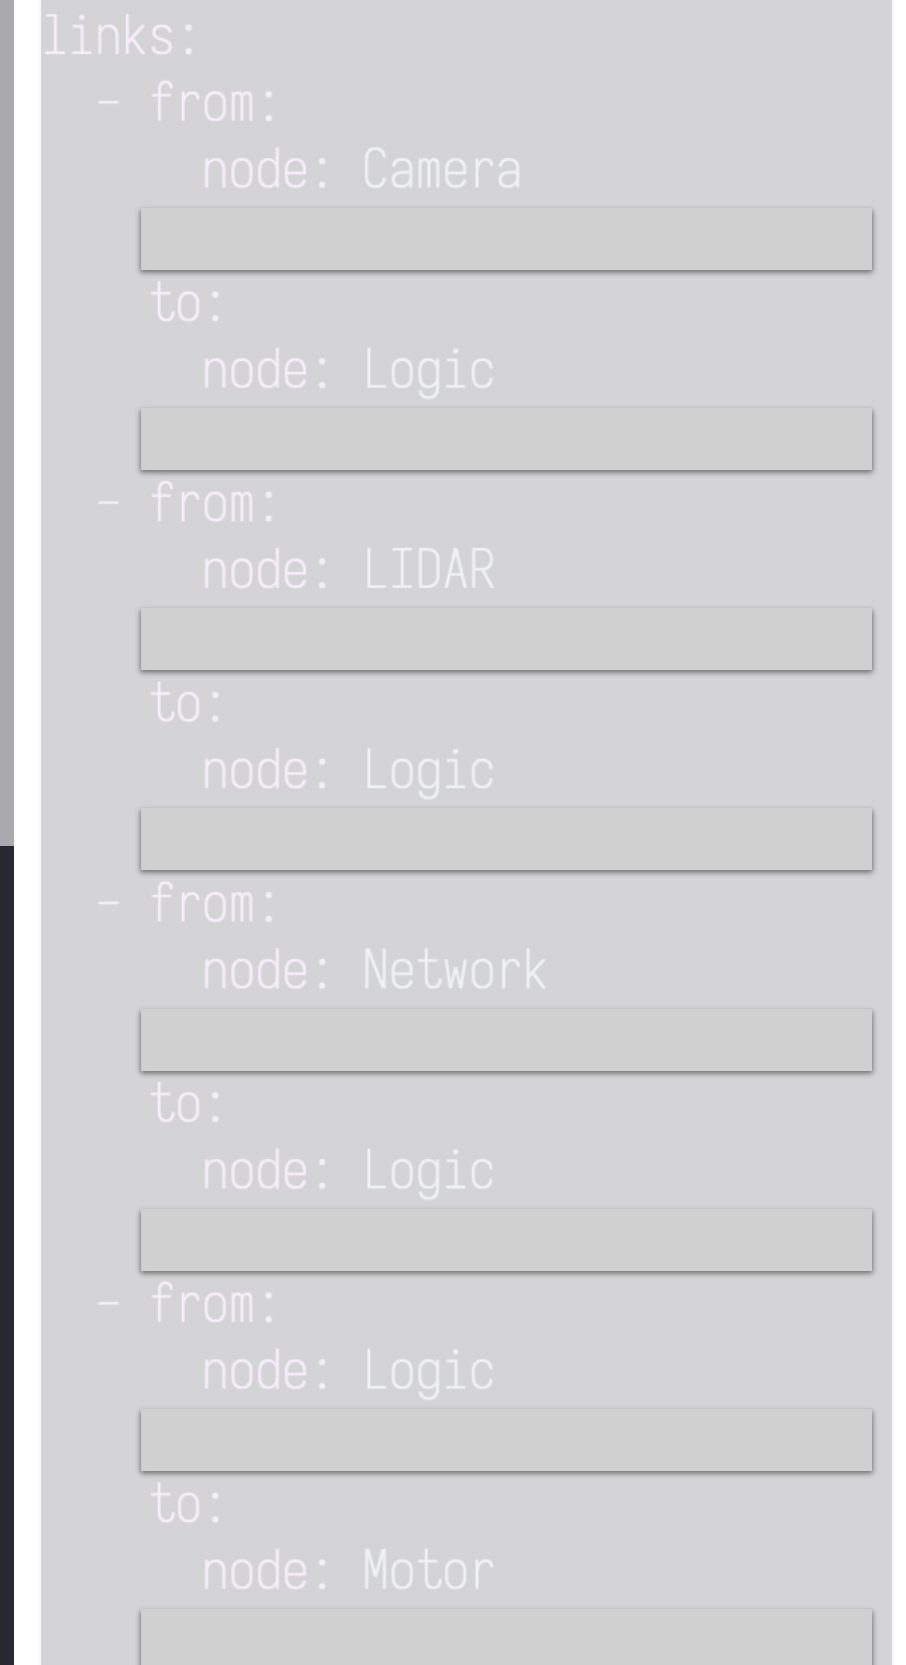 links:
  - from:
      node: Camera
    to:
      node: Logic
  - from:
      node: LIDAR
    to:
      node: Logic
  - from:
      node: Network
    to:
      node: Logic
  - from:
      node: Logic
    to:
      node: Motor